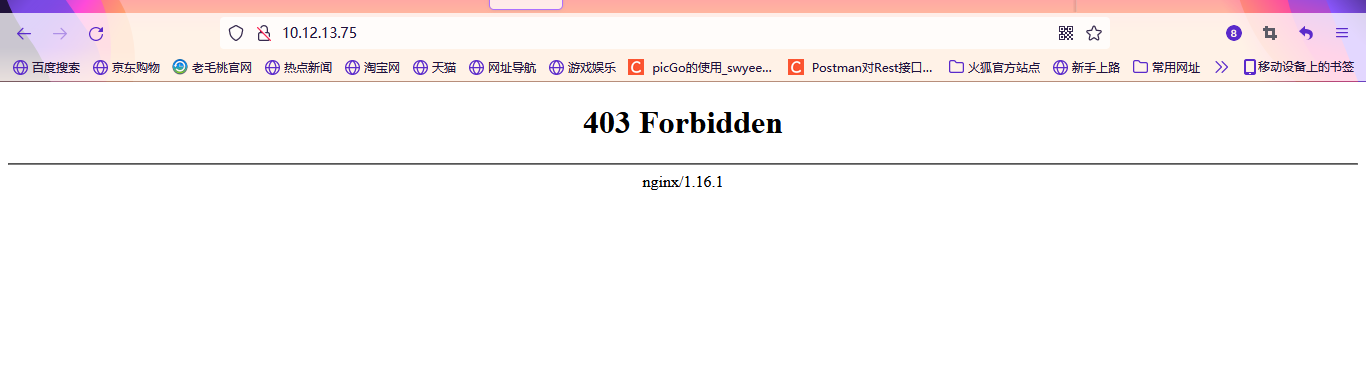 10.12.13.75
8
百度搜索 京东购物 老毛桃官网 热点新闻 淘宝网 天猫 网址导航 游戏娱乐 C picGo的使用_swyee... C Postman对Rest接口... 火狐官方站点 新手上路 常用网址 移动设备上的书签
403 Forbidden
nginx/1.16.1